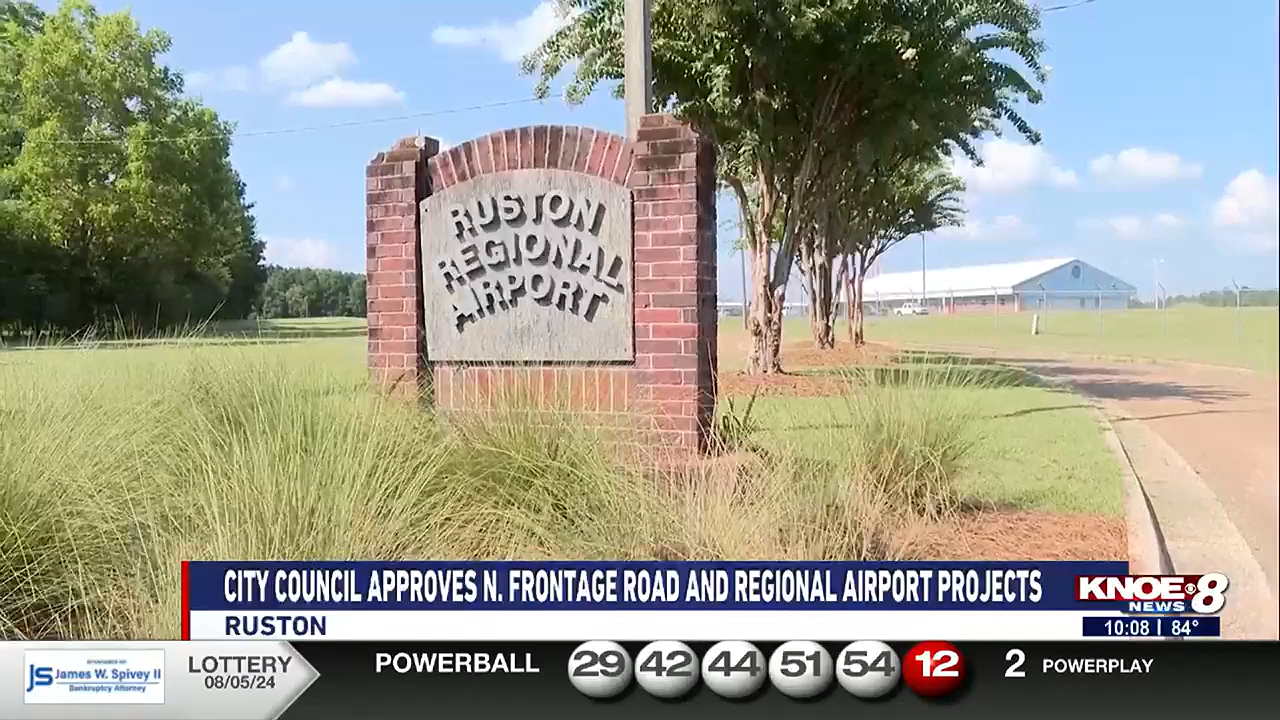 RUSTON
REGIONAL
AIRPORT
CITY COUNCIL APPROVES N. FRONTAGE ROAD AND REGIONAL AIRPORT PROJECTS
RUSTON
KNOE 8
NEWS
10:08 | 84°
SPONSORED BY
JS James W. Spivey II
Bankruptcy Attorney
LOTTERY
08/05/24
POWERBALL 29 42 44 51 54 12 2 POWERPLAY